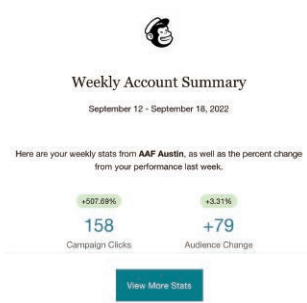 Weekly Account Summary
September 12 - September 18, 2022
Here are your weekly stats from AAF Austin, as well as the percent change
from your performance last week.
+507.69% +3.31%
158 +79
Campaign Clicks Audience Change
View More Stats